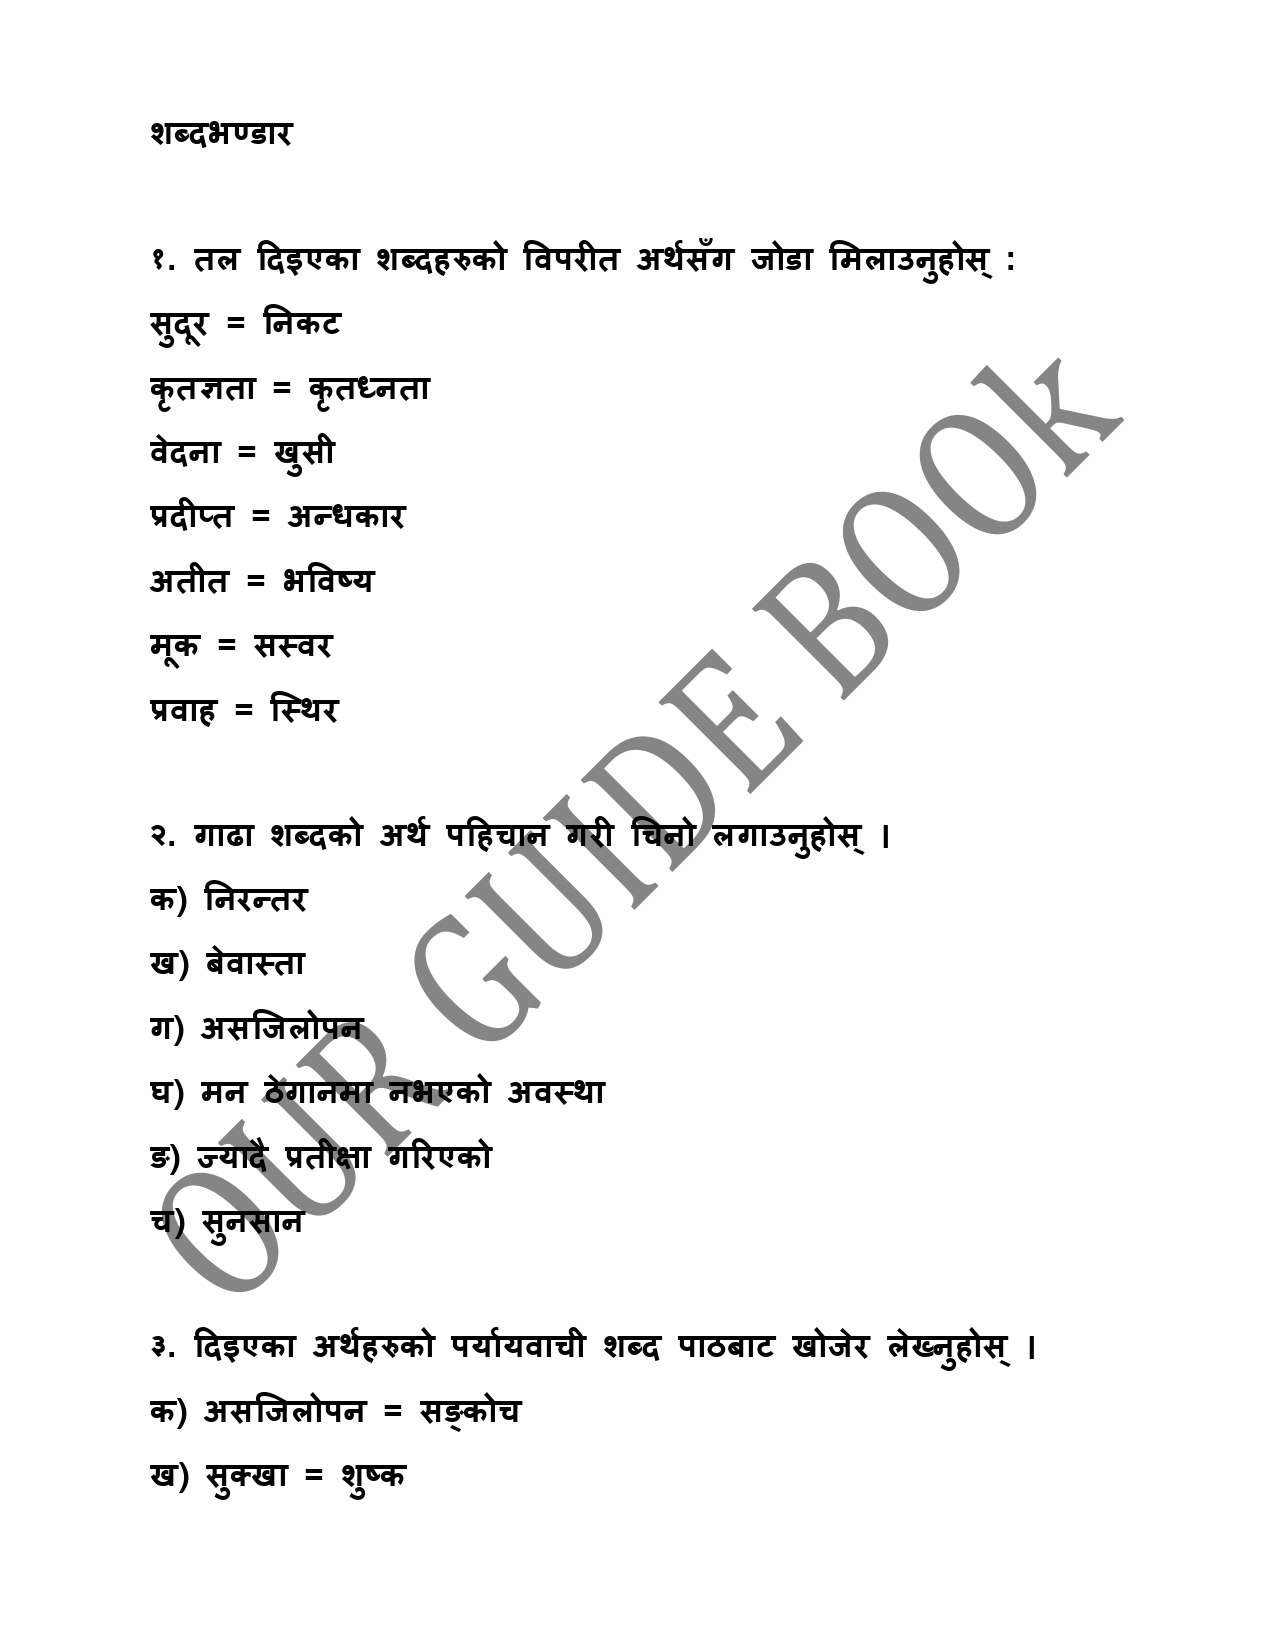 शब्दभण्डार
१. तल दिइएका शब्दहरुको विपरीत अर्थसँग जोडा मिलाउनुहोस् :
सुदूर = निकट
कृतज्ञता = कृतध्नता
वेदना = खुसी
प्रदीप्त = अन्धकार
अतीत = भविष्य
मूक = सस्वर
प्रवाह = स्थिर
२. गाढा शब्दको अर्थ पहिचान गरी चिनो लगाउनुहोस् ।
क) निरन्तर
ख) बेवास्ता
ग) असजिलोपन
घ) मन ठेगानमा नभएको अवस्था
ङ) ज्यादै प्रतीक्षा गरिएको
च) सुनसान
३. दिइएका अर्थहरुको पर्यायवाची शब्द पाठबाट खोजेर लेख्नुहोस् ।
क) असजिलोपन = सङ्कोच
ख) सुक्खा = शुष्क
OUR GUIDE BOOk